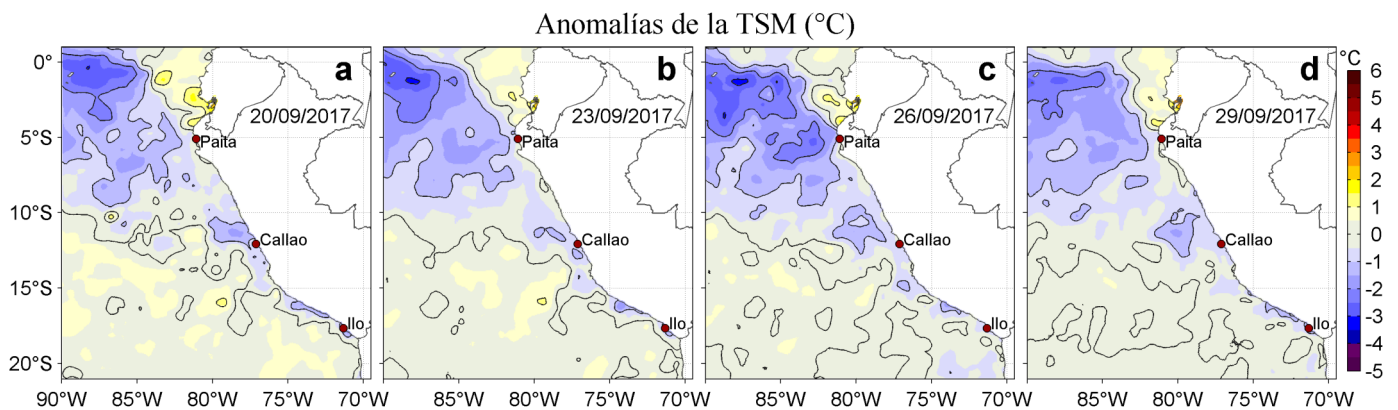 Anomalías de la TSM (°C)
a
20/09/2017
Paita
Callao
Ilo
b
23/09/2017
Paita
Callao
Ilo
c
26/09/2017
Paita
Callao
Ilo
d
29/09/2017
Paita
Callao
Ilo
0°
5°S
10°S
15°S
20°S
90°W 85°W 80°W 75°W 70°W
85°W 80°W 75°W 70°W
85°W 80°W 75°W 70°W
85°W 80°W 75°W 70°W
°C
6
5
4
3
2
1
0
-1
-2
-3
-4
-5